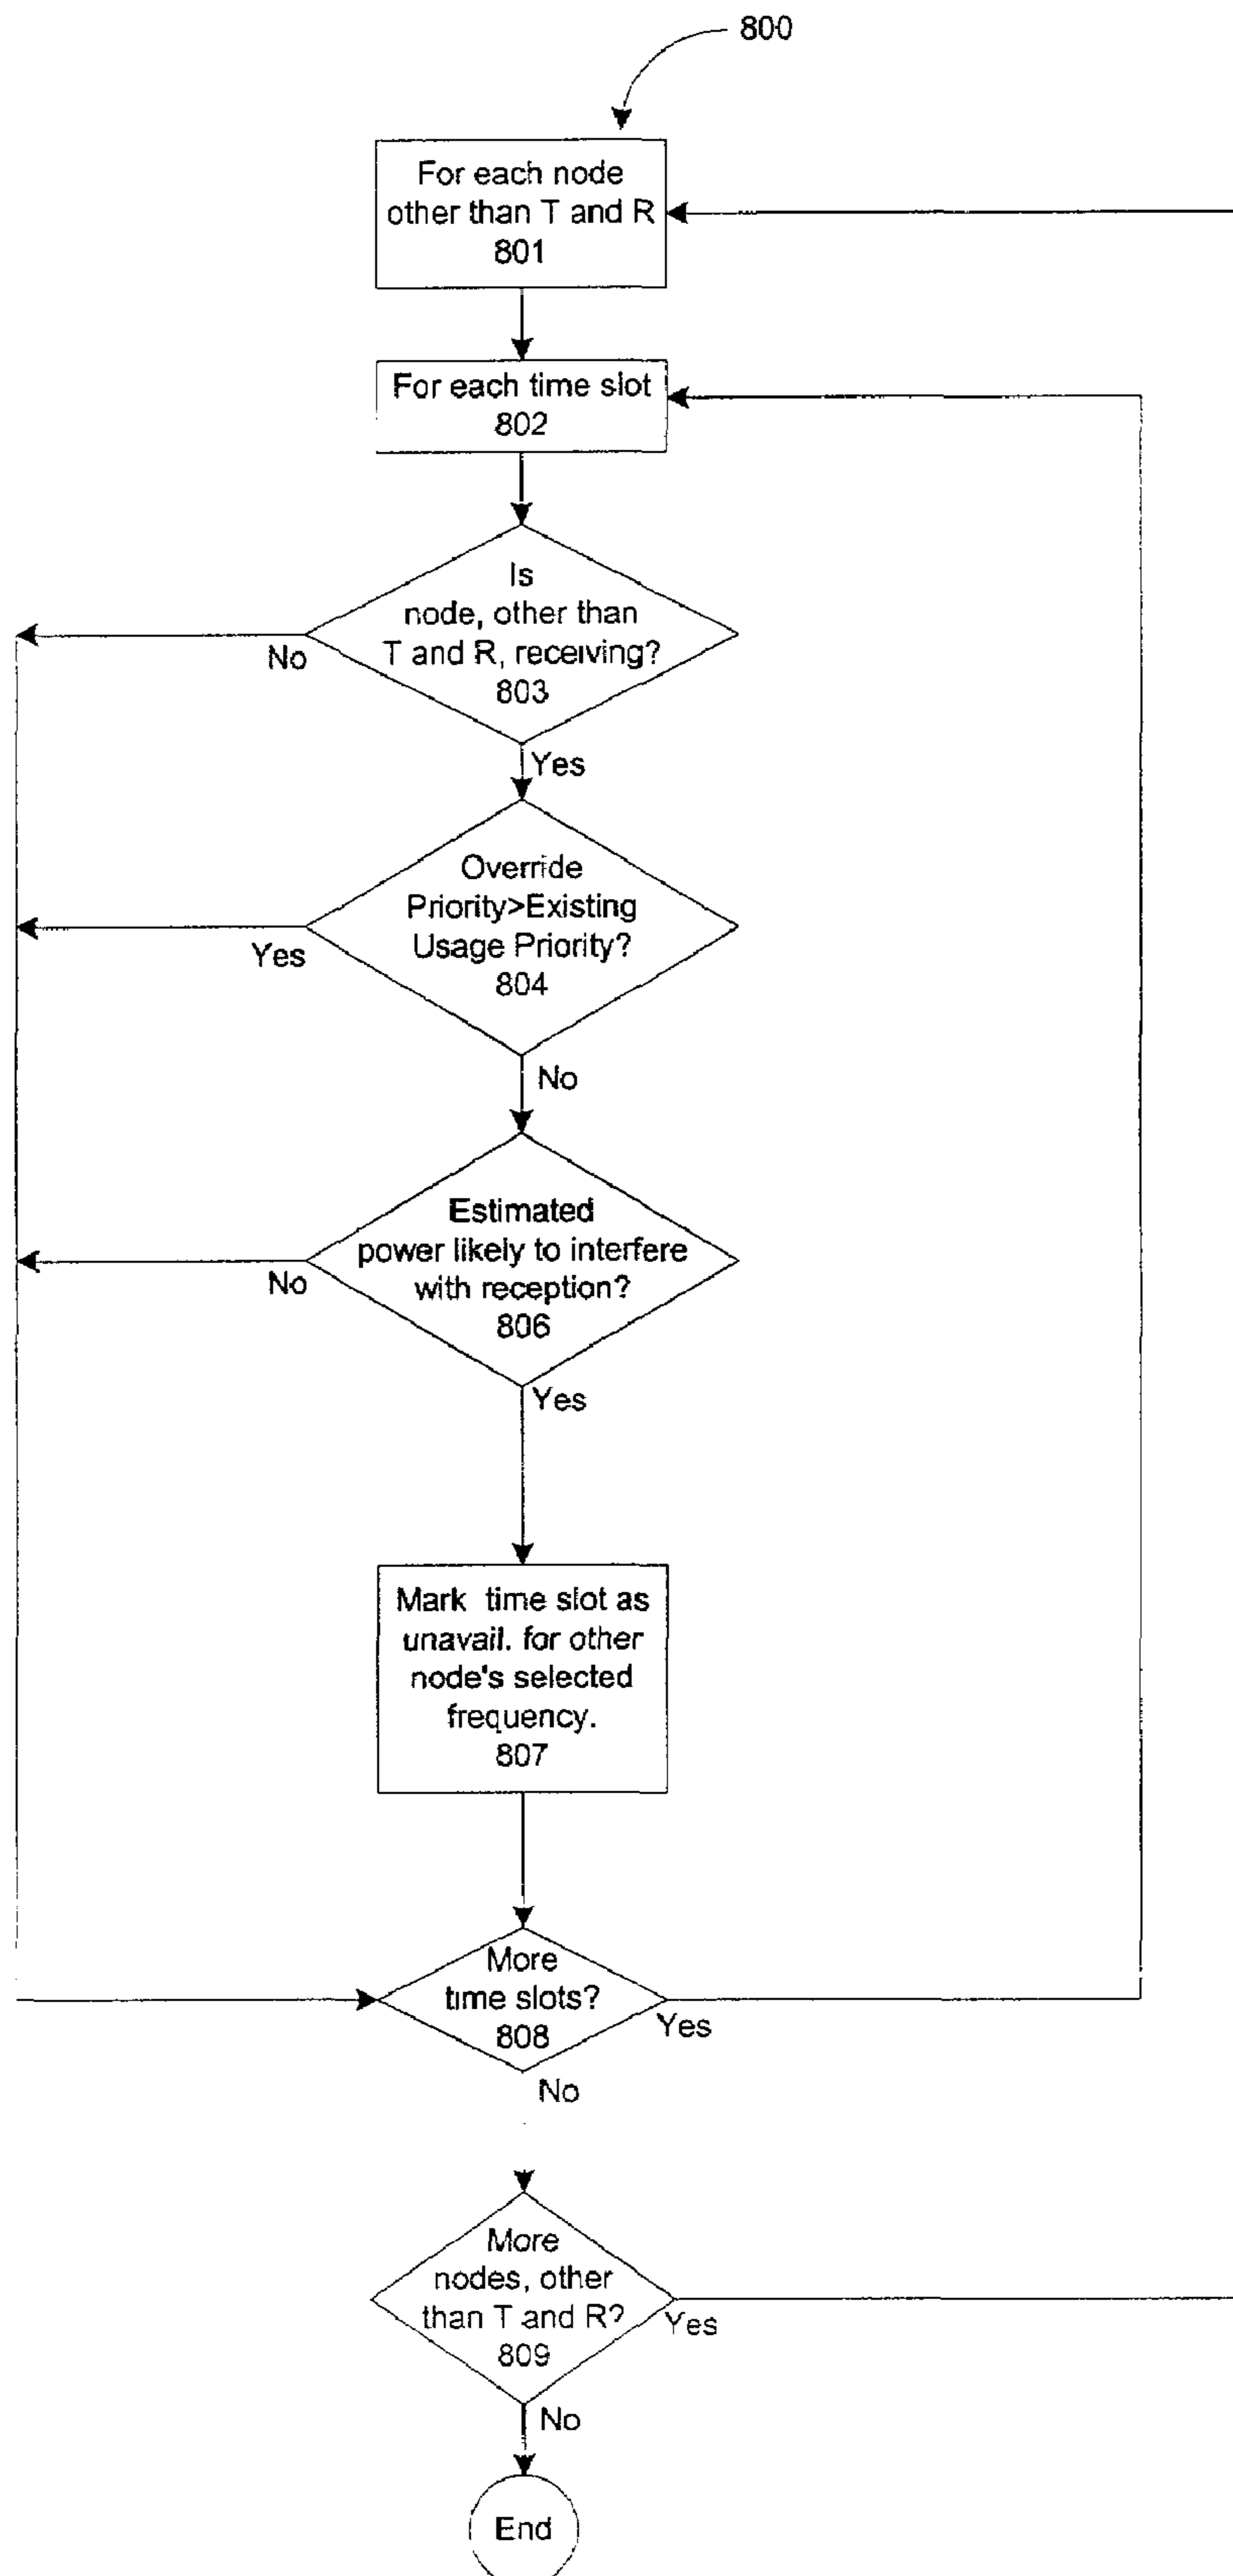 800
For each node
other than T and R
801
For each time slot
802
Is
node, other than
T and R, receiving?
803
No
Yes
Override
Priority>Existing
Usage Priority?
804
Yes
No
Estimated
power likely to interfere
with reception?
806
No
Yes
Mark time slot as
unavail. for other
node's selected
frequency.
807
More
time slots?
808
Yes
No
More
nodes, other
than T and R?
809
Yes
No
End